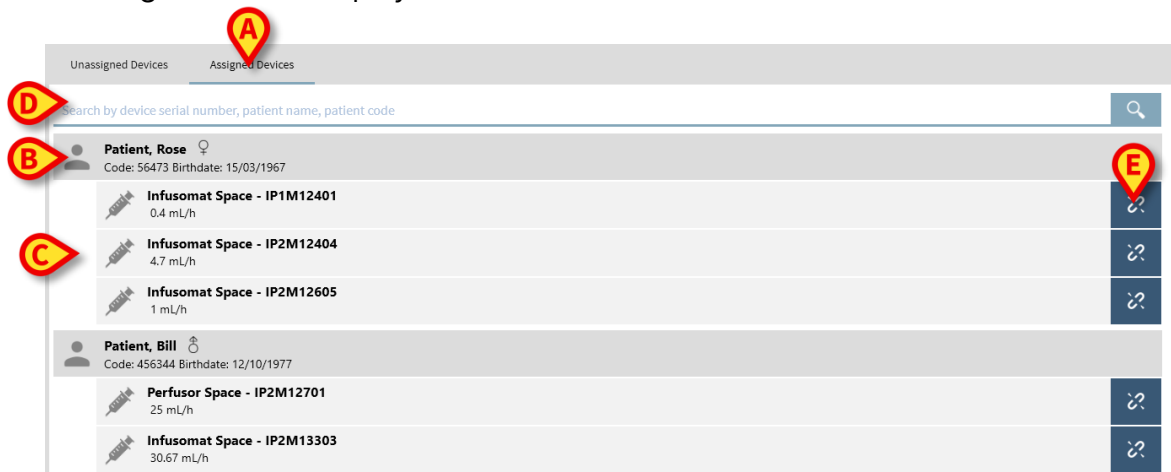 A
Unassigned Devices Assigned Devices
D
Search by device serial number, patient name, patient code
B
Patient, Rose ♀
Code: 56473 Birthdate: 15/03/1967
E
Infusomat Space - IP1M12401
0.4 mL/h
C
Infusomat Space - IP2M12404
4.7 mL/h
Infusomat Space - IP2M12605
1 mL/h
Patient, Bill
Code: 456344 Birthdate: 12/10/1977
Perfusor Space - IP2M12701
25 mL/h
Infusomat Space - IP2M13303
30.67 mL/h